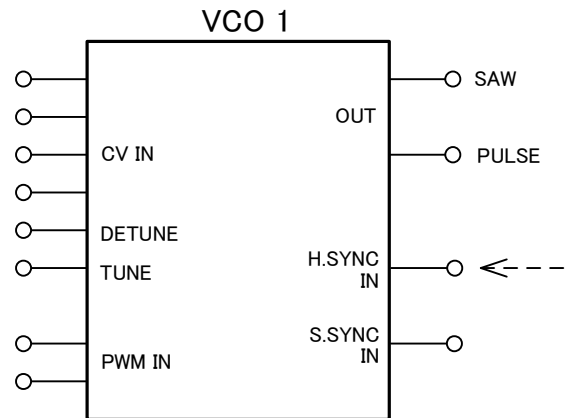 VCO 1
SAW
OUT
CV IN
PULSE
DETUNE
TUNE
H.SYNC
IN
S.SYNC
IN
PWM IN